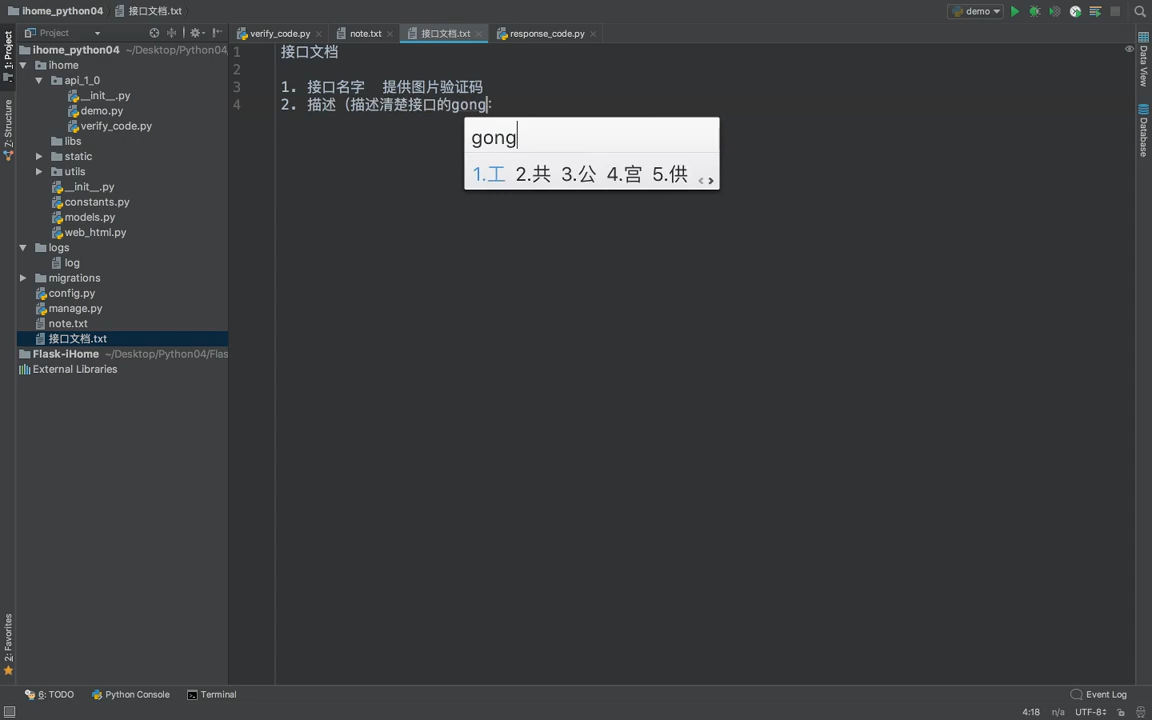 ihome_python04
接口文档.txt
demo
Project
verify_code.py
note.txt
接口文档.txt
response_code.py
1: Project
Z: Structure
2: Favorites
ihome_python04 ~/Desktop/Python04/
ihome
api_1_0
__init__.py
demo.py
verify_code.py
libs
static
utils
__init__.py
constants.py
models.py
web_html.py
logs
log
migrations
config.py
manage.py
note.txt
接口文档.txt
Flask-iHome ~/Desktop/Python04/Flas
External Libraries
1 接口文档
2
3 1. 接口名字 提供图片验证码
4 2. 描述（描述清楚接口的gong:
gong
1.工 2.共 3.公 4.宫 5.供 < >
Data View
Database
6: TODO
Python Console
Terminal
Event Log
4:18 n/a UTF-8